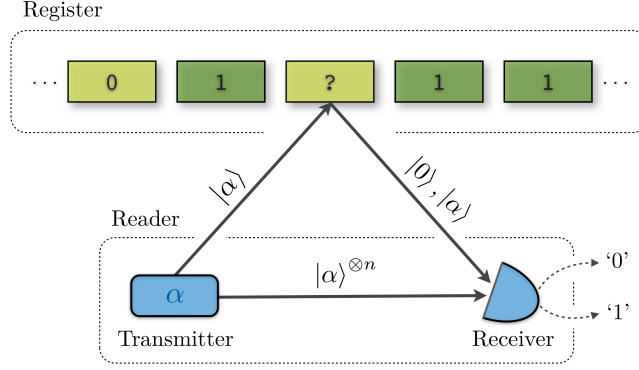 Register
··· 0 1 ? 1 1 ···
|α⟩
|0⟩, |α⟩
Reader
α
|α⟩^{⊗n}
‘0’
‘1’
Transmitter
Receiver